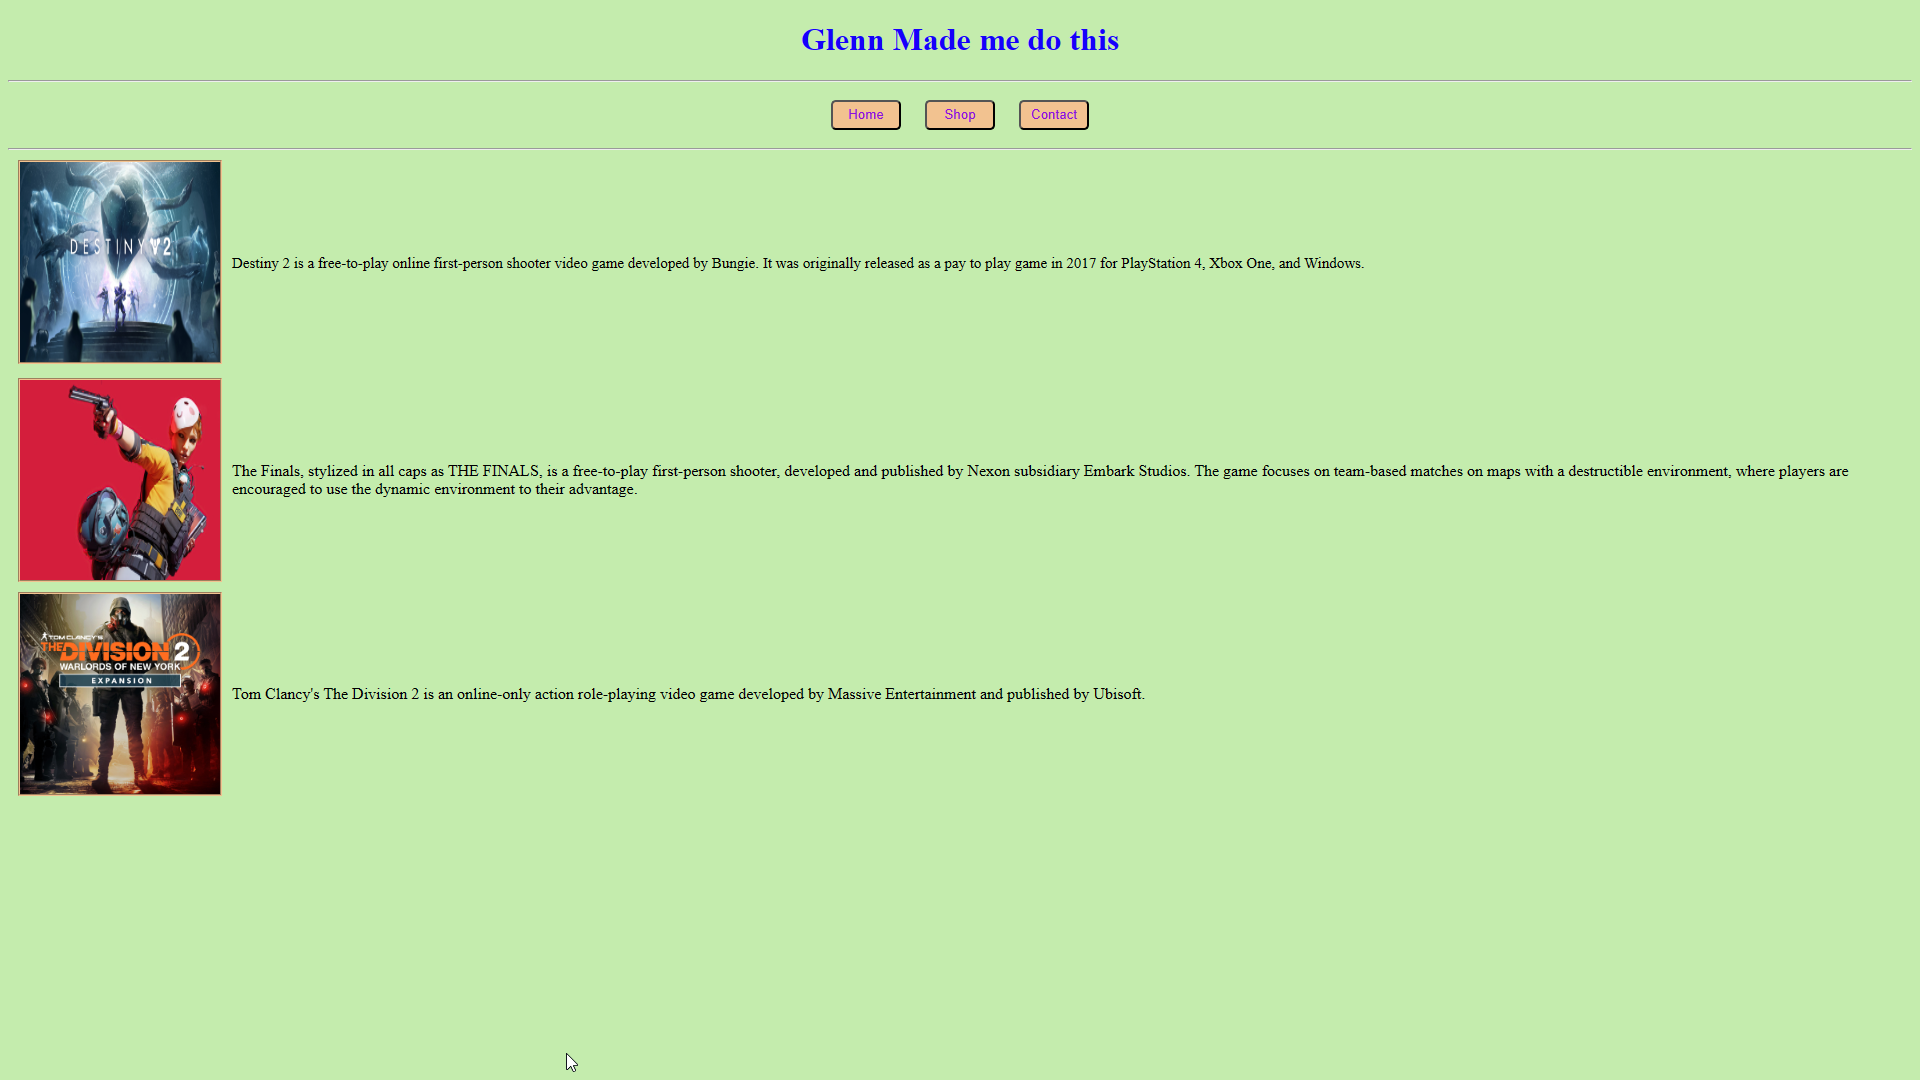 Glenn Made me do this
Home Shop Contact
DESTINY 2
Destiny 2 is a free-to-play online first-person shooter video game developed by Bungie. It was originally released as a pay to play game in 2017 for PlayStation 4, Xbox One, and Windows.
The Finals, stylized in all caps as THE FINALS, is a free-to-play first-person shooter, developed and published by Nexon subsidiary Embark Studios. The game focuses on team-based matches on maps with a destructible environment, where players are
encouraged to use the dynamic environment to their advantage.
TOM CLANCY'S
THE DIVISION 2
WARLORDS OF NEW YORK
EXPANSION
Tom Clancy's The Division 2 is an online-only action role-playing video game developed by Massive Entertainment and published by Ubisoft.